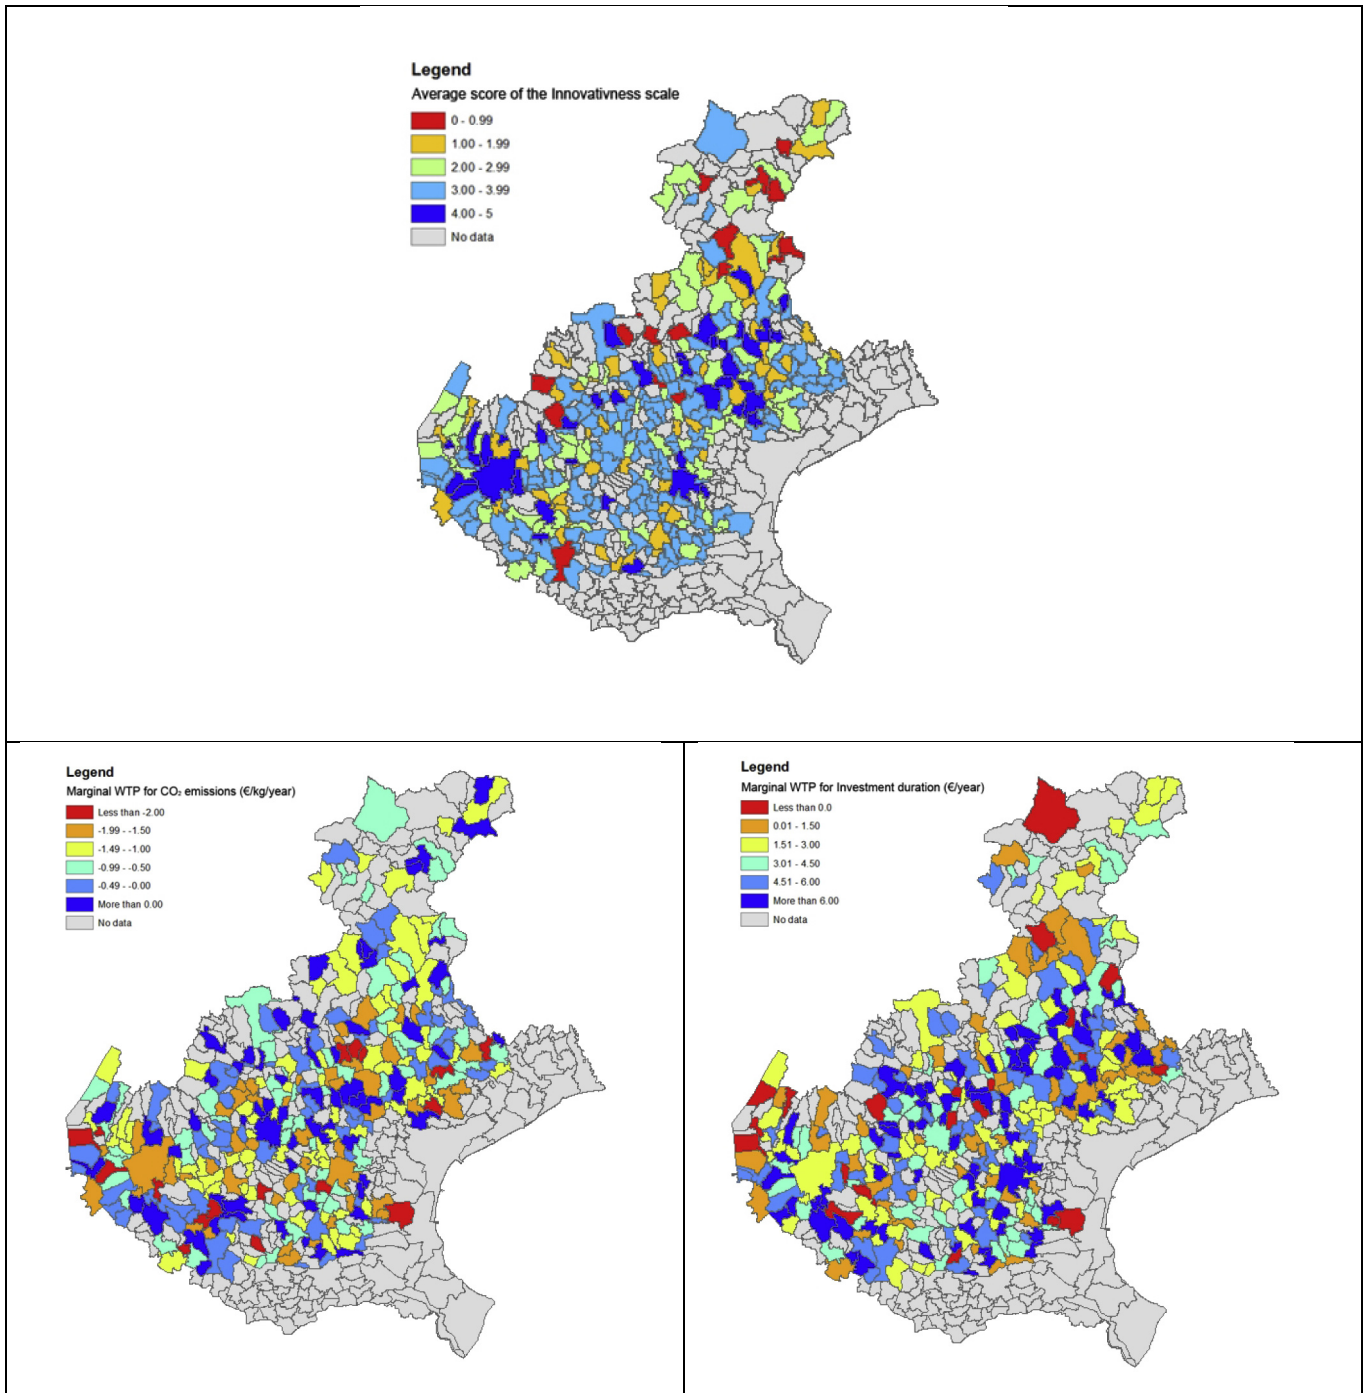 Legend
Average score of the Innovativness scale
0 - 0.99
1.00 - 1.99
2.00 - 2.99
3.00 - 3.99
4.00 - 5
No data
Legend
Marginal WTP for CO₂ emissions (€/kg/year)
Less than -2.00
-1.99 - -1.50
-1.49 - -1.00
-0.99 - -0.50
-0.49 - -0.00
More than 0.00
No data
Legend
Marginal WTP for Investment duration (€/year)
Less than 0.0
0.01 - 1.50
1.51 - 3.00
3.01 - 4.50
4.51 - 6.00
More than 6.00
No data